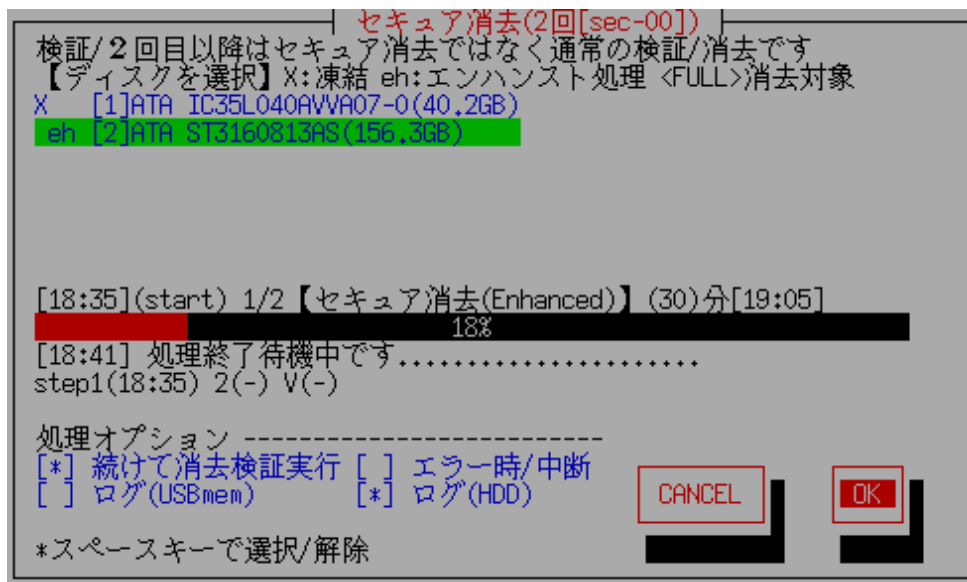 セキュア消去(2回[sec-00])
検証/２回目以降はセキュア消去ではなく通常の検証/消去です
【ディスクを選択】X:凍結 eh:エンハンスト処理 <FULL>消去対象
X [1]ATA IC35L040AVVA07-0(40.2GB)
eh [2]ATA ST3160813AS(156.3GB)
[18:35](start) 1/2【セキュア消去(Enhanced)】(30)分[19:05]
18%
[18:41] 処理終了待機中です......................
step1(18:35) 2(-) V(-)
処理オプション --------------------------
[*] 続けて消去検証実行 [ ] エラー時/中断
[ ] ログ(USBmem) [*] ログ(HDD)
CANCEL OK
*スペースキーで選択/解除